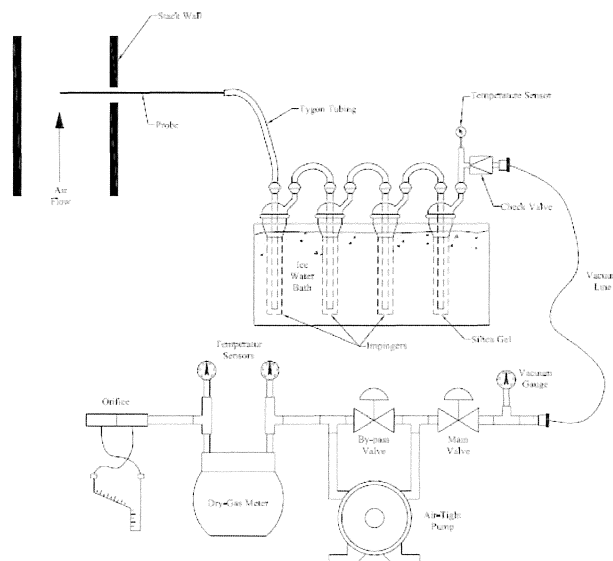 Stack Wall
Temperature Sensor
Tygon Tubing
Probe
Air
Flow
Check Valve
Ice
Water
Bath
Vacuum
Line
Impingers
Silica Gel
Temperatur
Sensors
Vacuum
Gauge
Orifice
By-pass
Valve
Main
Valve
Dry-Gas Meter
Air-Tight
Pump